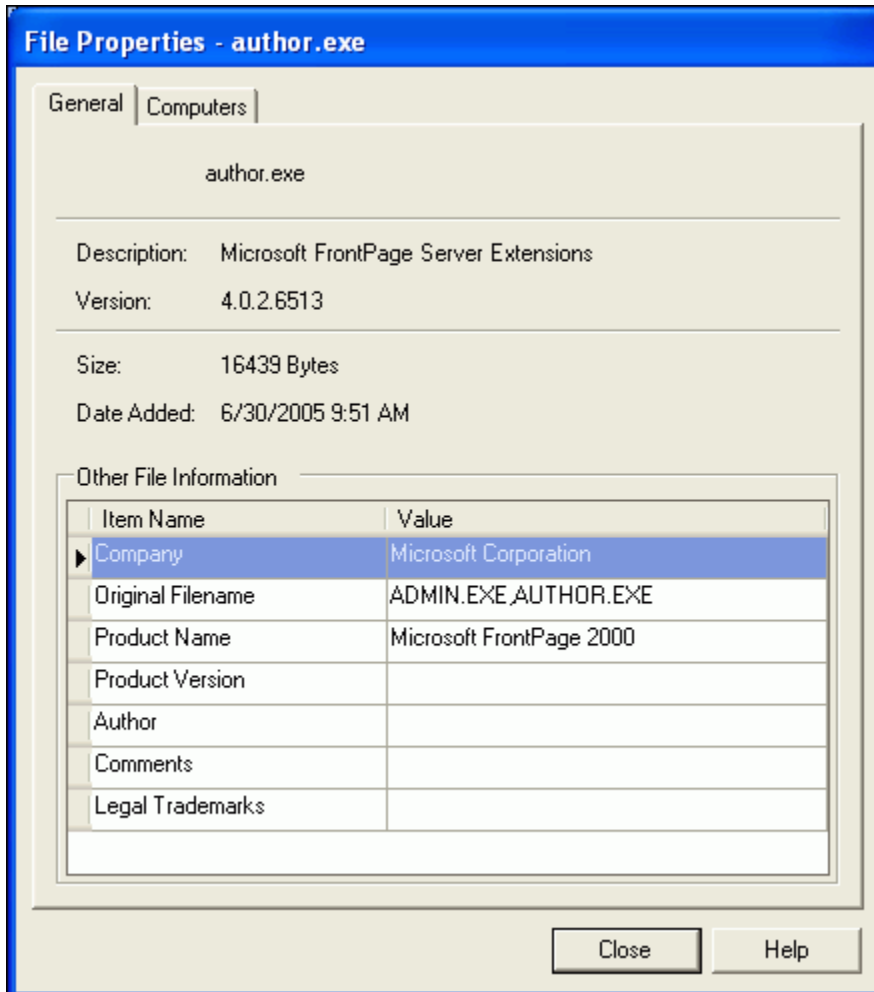 File Properties - author.exe
General Computers
author.exe
Description: Microsoft FrontPage Server Extensions
Version: 4.0.2.6513
Size: 16439 Bytes
Date Added: 6/30/2005 9:51 AM
Other File Information
Item Name Value
Company Microsoft Corporation
Original Filename ADMIN.EXE,AUTHOR.EXE
Product Name Microsoft FrontPage 2000
Product Version
Author
Comments
Legal Trademarks
Close Help